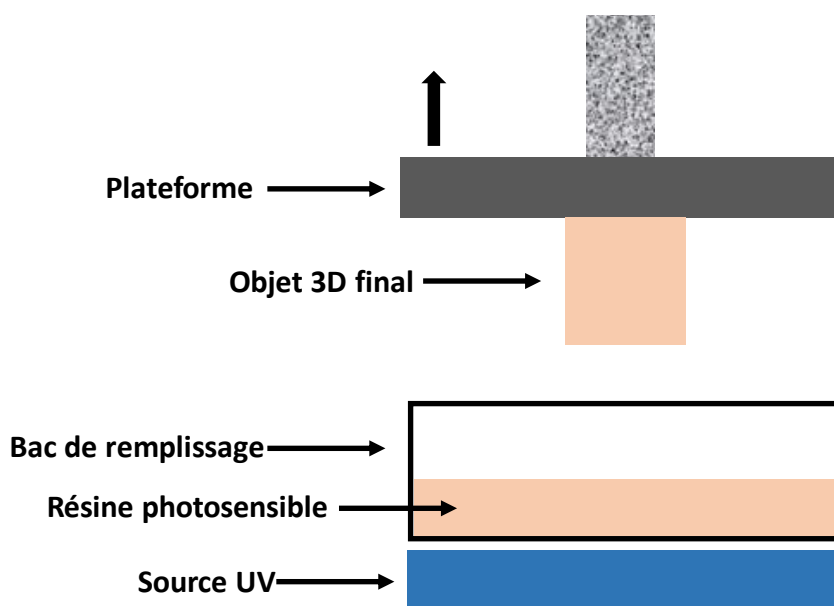 Plateforme
Objet 3D final
Bac de remplissage
Résine photosensible
Source UV